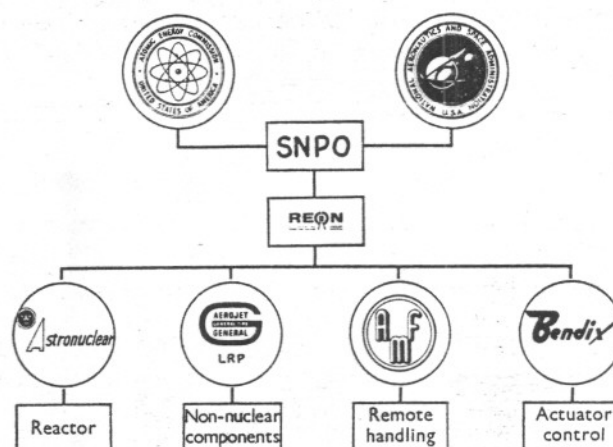 ATOMIC ENERGY COMMISSION
UNITED STATES OF AMERICA
NATIONAL AERONAUTICS AND SPACE ADMINISTRATION
U.S.A.
SNPO
REON
Astronuclear
AEROJET
GENERAL TIRE
GENERAL
LRP
AMF
Bendix
Reactor
Non-nuclear
components
Remote
handling
Actuator
control